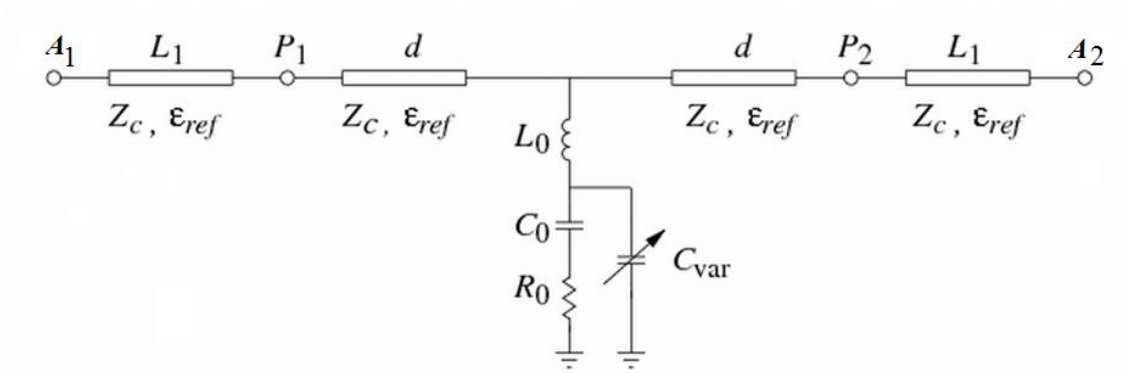 A1 L1 P1 d d P2 L1 A2
Zc, εref Zc, εref Zc, εref Zc, εref
L0
C0
Cvar
R0